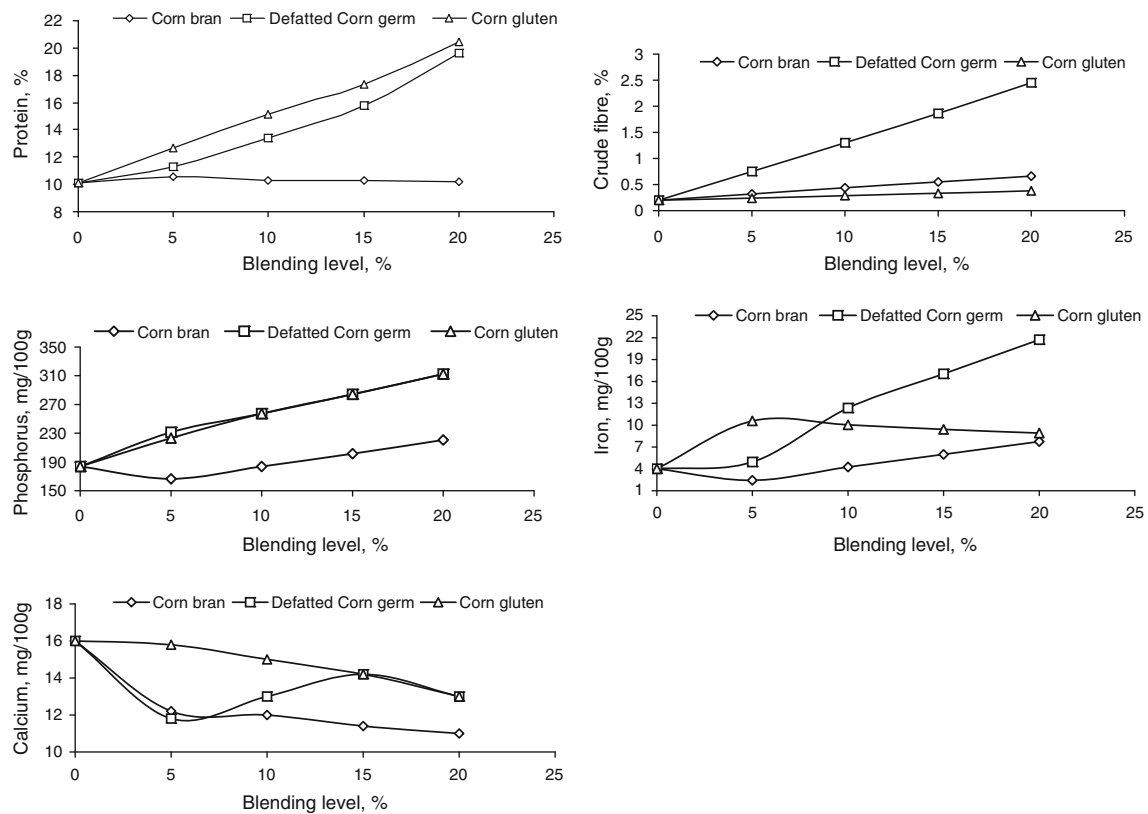 Corn bran Defatted Corn germ Corn gluten
22
20
18
16
14
12
10
8
Protein, %
0 5 10 15 20 25
Blending level, %
Corn bran Defatted Corn germ Corn gluten
3
2.5
2
1.5
1
0.5
0
Crude fibre, %
0 5 10 15 20 25
Blending level, %
Corn bran Defatted Corn germ Corn gluten
350
310
270
230
190
150
Phosphorus, mg/100g
0 5 10 15 20 25
Blending level, %
Corn bran Defatted Corn germ Corn gluten
25
22
19
16
13
10
7
4
1
Iron, mg/100g
0 5 10 15 20 25
Blending level, %
Corn bran Defatted Corn germ Corn gluten
18
16
14
12
10
Calcium, mg/100g
0 5 10 15 20 25
Blending level, %